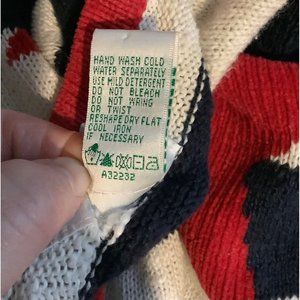 HAND WASH COLD
WATER SEPARATELY
USE MILD DETERGENT
DO NOT BLEACH
DO NOT WRING
OR TWIST
RESHAPE DRY FLAT
COOL IRON
IF NECESSARY
A32232